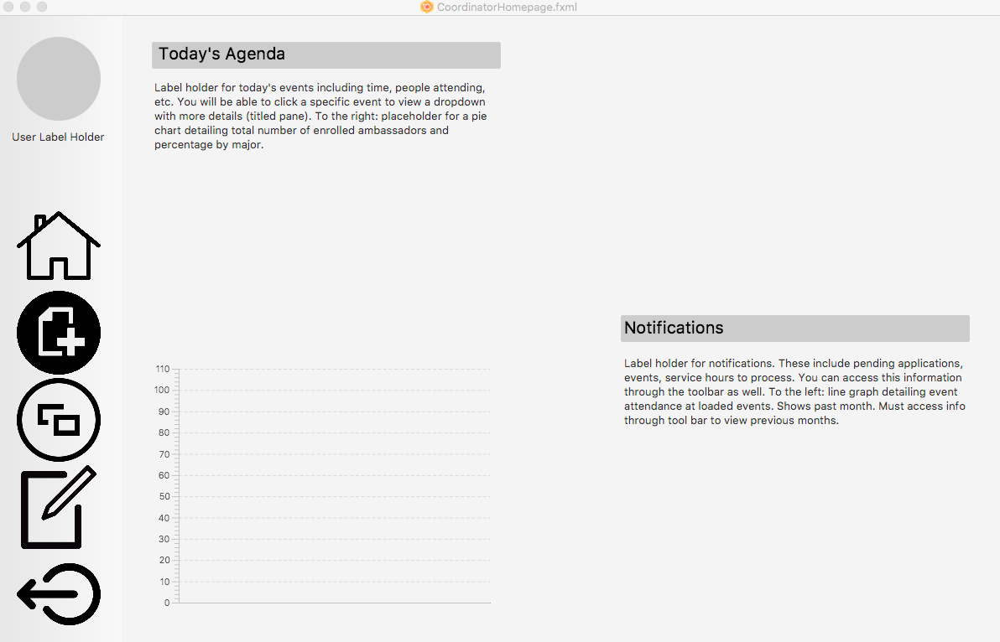 CoordinatorHomepage.fxml
User Label Holder
Today's Agenda
Label holder for today's events including time, people attending,
etc. You will be able to click a specific event to view a dropdown
with more details (titled pane). To the right: placeholder for a pie
chart detailing total number of enrolled ambassadors and
percentage by major.
Notifications
Label holder for notifications. These include pending applications,
events, service hours to process. You can access this information
through the toolbar as well. To the left: line graph detailing event
attendance at loaded events. Shows past month. Must access info
through tool bar to view previous months.
110
100
90
80
70
60
50
40
30
20
10
0